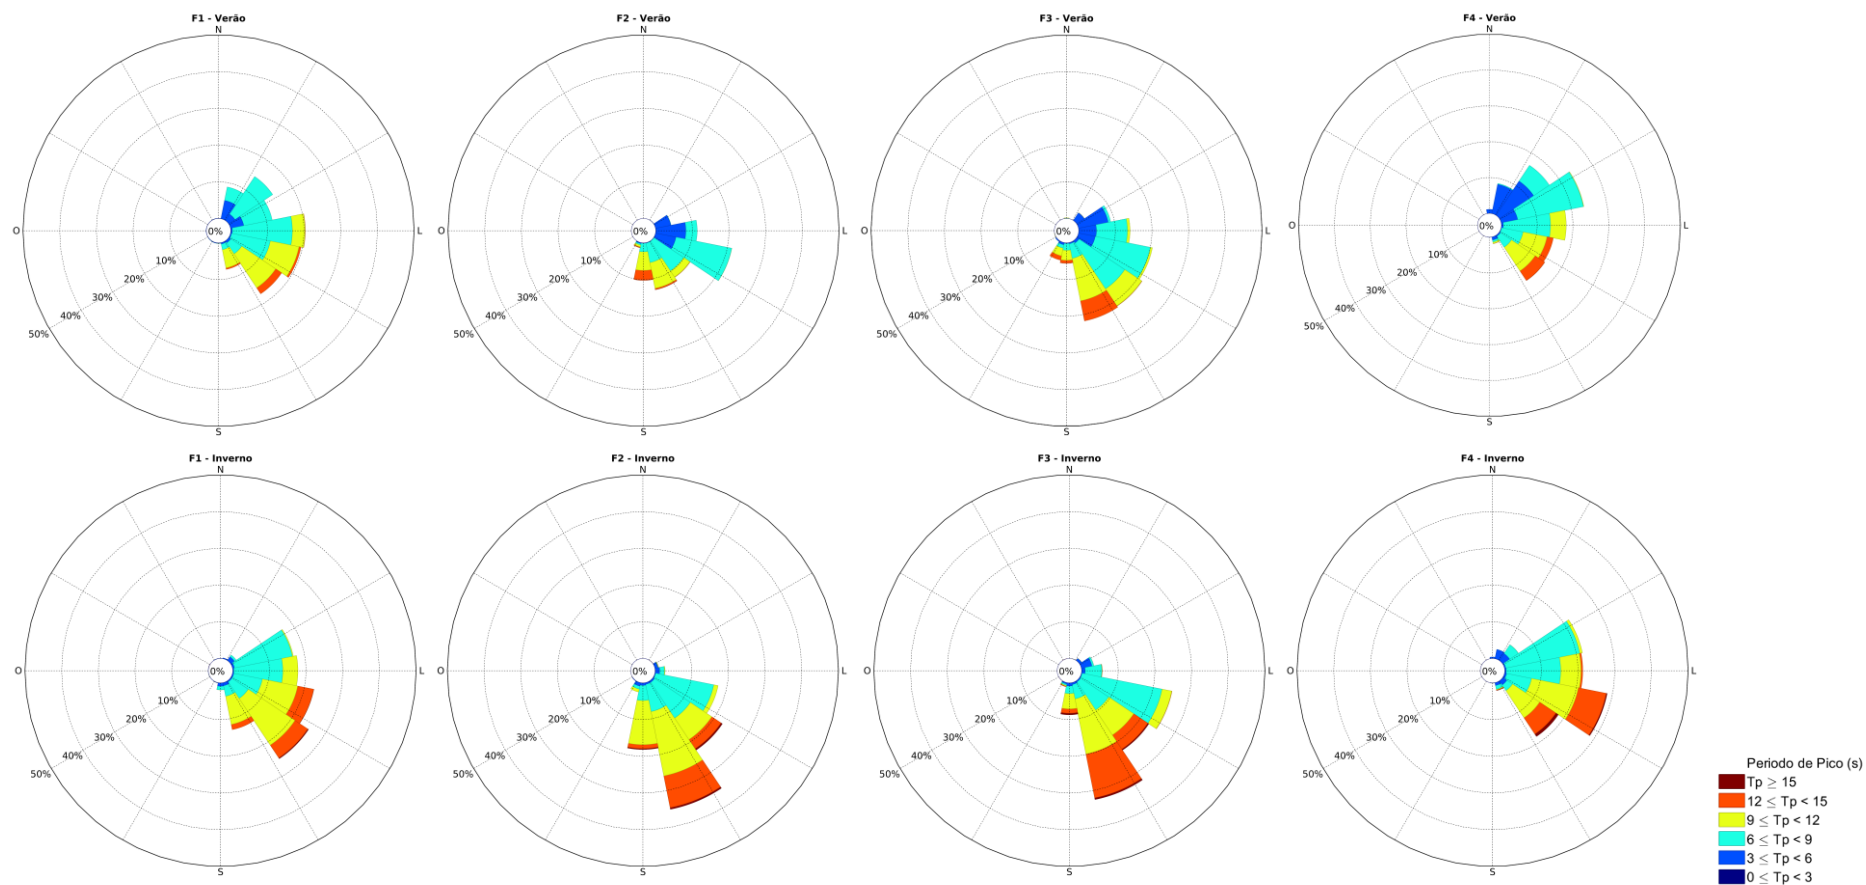 F1 - Verão
N
O
L
S
0%
10%
20%
30%
40%
50%
F2 - Verão
N
O
L
S
0%
10%
20%
30%
40%
50%
F3 - Verão
N
O
L
S
0%
10%
20%
30%
40%
50%
F4 - Verão
N
O
L
S
0%
10%
20%
30%
40%
50%
F1 - Inverno
N
O
L
S
0%
10%
20%
30%
40%
50%
F2 - Inverno
N
O
L
S
0%
10%
20%
30%
40%
50%
F3 - Inverno
N
O
L
S
0%
10%
20%
30%
40%
50%
F4 - Inverno
N
O
L
S
0%
10%
20%
30%
40%
50%
Periodo de Pico (s)
Tp ≥ 15
12 ≤ Tp < 15
9 ≤ Tp < 12
6 ≤ Tp < 9
3 ≤ Tp < 6
0 ≤ Tp < 3